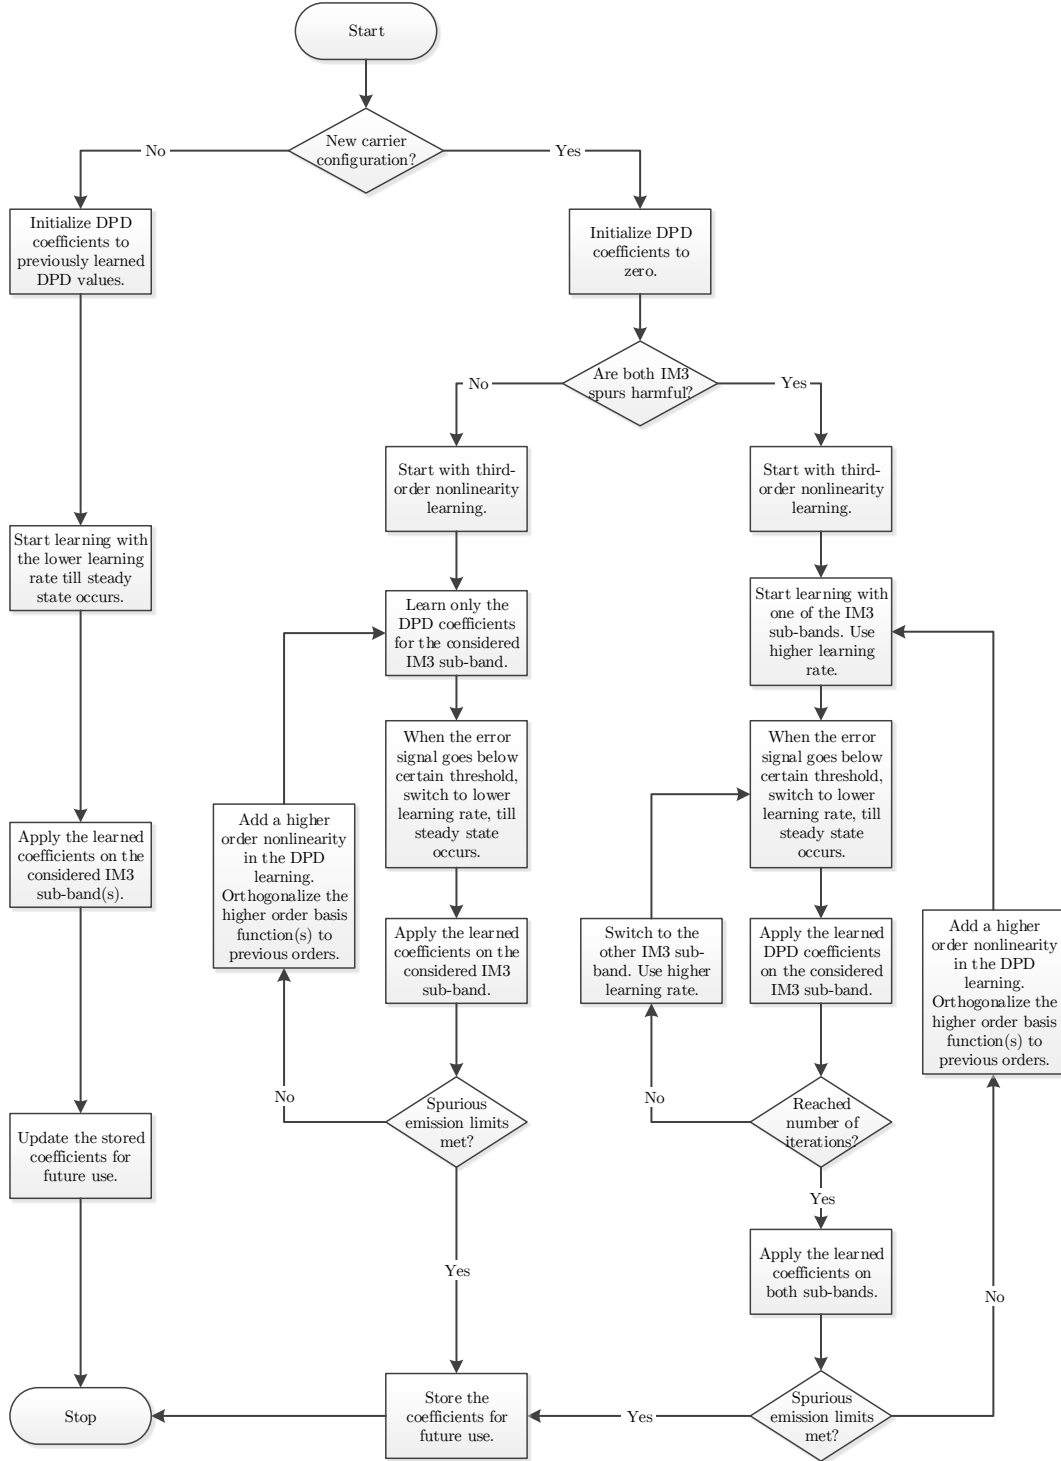 Start
New carrier
configuration?
No
Yes
Initialize DPD
coefficients to
previously learned
DPD values.
Initialize DPD
coefficients to
zero.
Are both IM3
spurs harmful?
No
Yes
Start with third-
order nonlinearity
learning.
Start with third-
order nonlinearity
learning.
Start learning with
the lower learning
rate till steady
state occurs.
Learn only the
DPD coefficients
for the considered
IM3 sub-band.
Start learning with
one of the IM3
sub-bands. Use
higher learning
rate.
When the error
signal goes below
certain threshold,
switch to lower
learning rate, till
steady state
occurs.
When the error
signal goes below
certain threshold,
switch to lower
learning rate, till
steady state
occurs.
Apply the learned
coefficients on the
considered IM3
sub-band(s).
Add a higher
order nonlinearity
in the DPD
learning.
Orthogonalize the
higher order basis
function(s) to
previous orders.
Apply the learned
coefficients on the
considered IM3
sub-band.
Switch to the
other IM3 sub-
band. Use higher
learning rate.
Apply the learned
DPD coefficients
on the considered
IM3 sub-band.
Add a higher
order nonlinearity
in the DPD
learning.
Orthogonalize the
higher order basis
function(s) to
previous orders.
No
Spurious
emission limits
met?
No
Reached
number of
iterations?
Update the stored
coefficients for
future use.
Yes
Yes
Apply the learned
coefficients on
both sub-bands.
No
Stop
Store the
coefficients for
future use.
Yes
Spurious
emission limits
met?